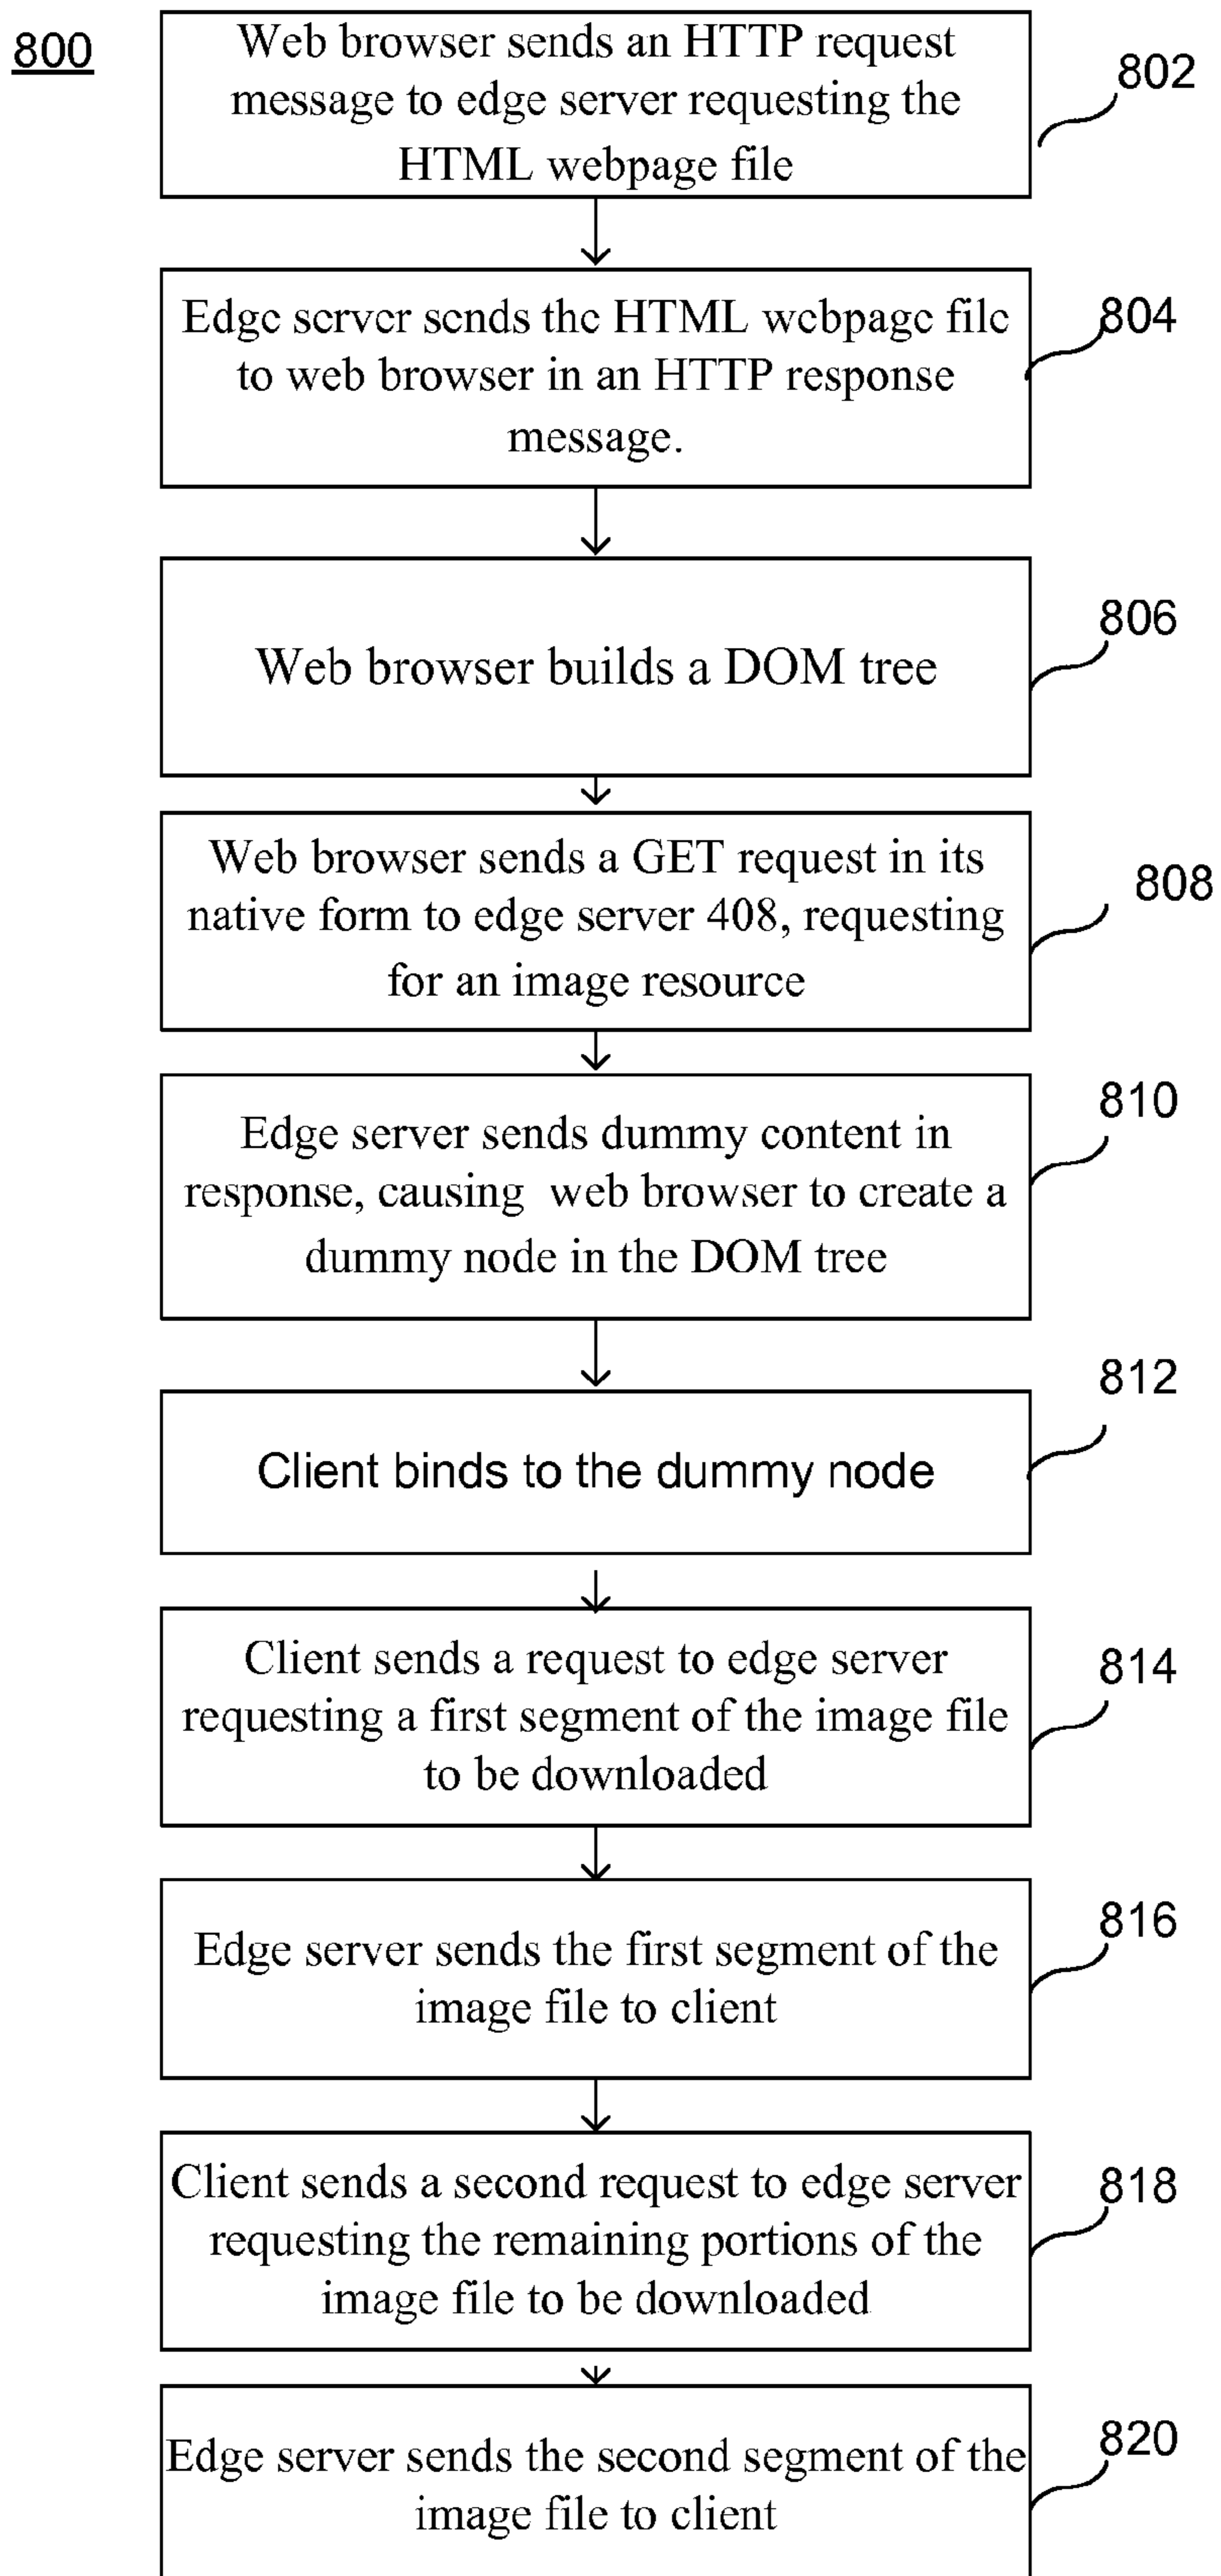 800
Web browser sends an HTTP request
message to edge server requesting the
HTML webpage file
802
Edge server sends the HTML webpage file
to web browser in an HTTP response
message.
804
Web browser builds a DOM tree
806
Web browser sends a GET request in its
native form to edge server 408, requesting
for an image resource
808
Edge server sends dummy content in
response, causing web browser to create a
dummy node in the DOM tree
810
Client binds to the dummy node
812
Client sends a request to edge server
requesting a first segment of the image file
to be downloaded
814
Edge server sends the first segment of the
image file to client
816
Client sends a second request to edge server
requesting the remaining portions of the
image file to be downloaded
818
Edge server sends the second segment of the
image file to client
820